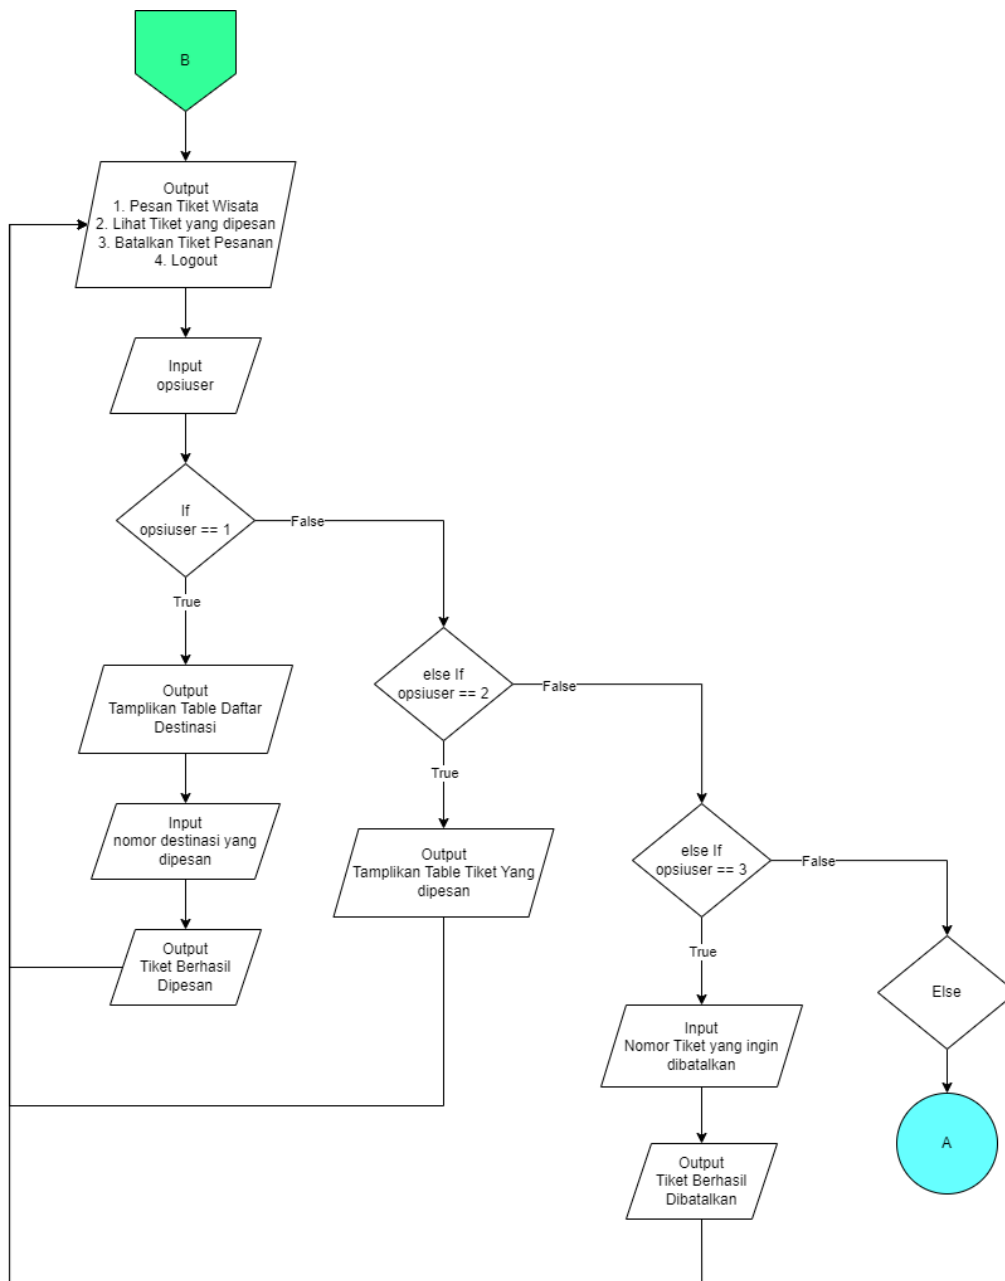 B
Output
1. Pesan Tiket Wisata
2. Lihat Tiket yang dipesan
3. Batalkan Tiket Pesanan
4. Logout
Input
opsiuser
If
opsiuser == 1
False
True
Output
Tamplikan Table Daftar
Destinasi
Input
nomor destinasi yang
dipesan
Output
Tiket Berhasil
Dipesan
else If
opsiuser == 2
False
True
Output
Tamplikan Table Tiket Yang
dipesan
else If
opsiuser == 3
False
True
Input
Nomor Tiket yang ingin
dibatalkan
Output
Tiket Berhasil
Dibatalkan
Else
A